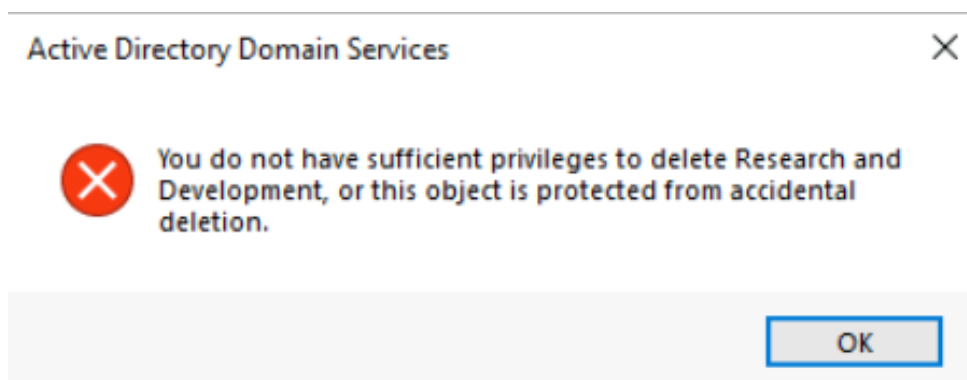 Active Directory Domain Services
You do not have sufficient privileges to delete Research and
Development, or this object is protected from accidental
deletion.
OK